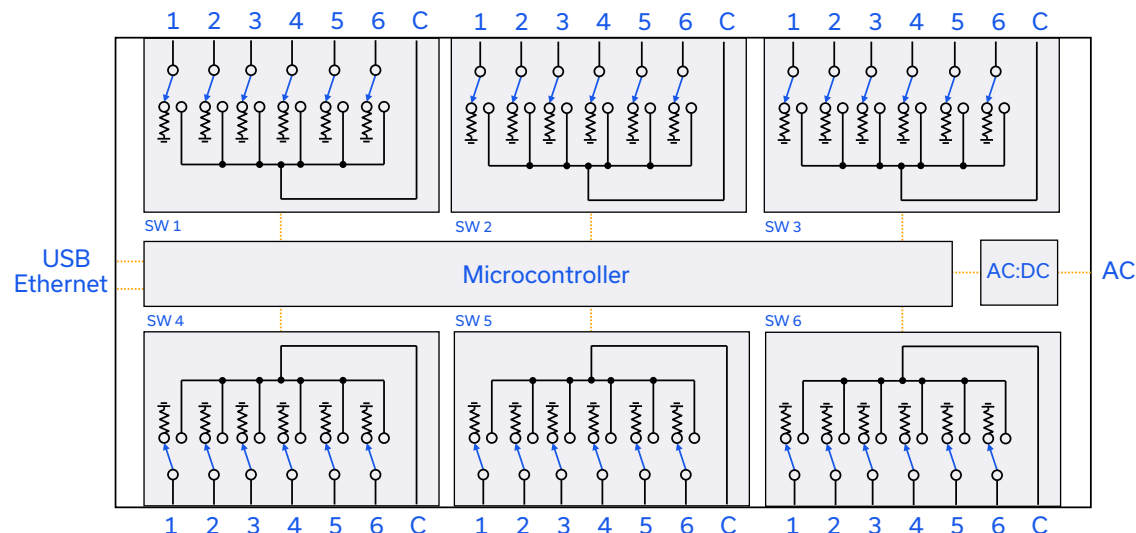 1 2 3 4 5 6 C 1 2 3 4 5 6 C 1 2 3 4 5 6 C
SW 1 SW 2 SW 3
USB
Ethernet
Microcontroller
AC:DC
AC
SW 4 SW 5 SW 6
1 2 3 4 5 6 C 1 2 3 4 5 6 C 1 2 3 4 5 6 C